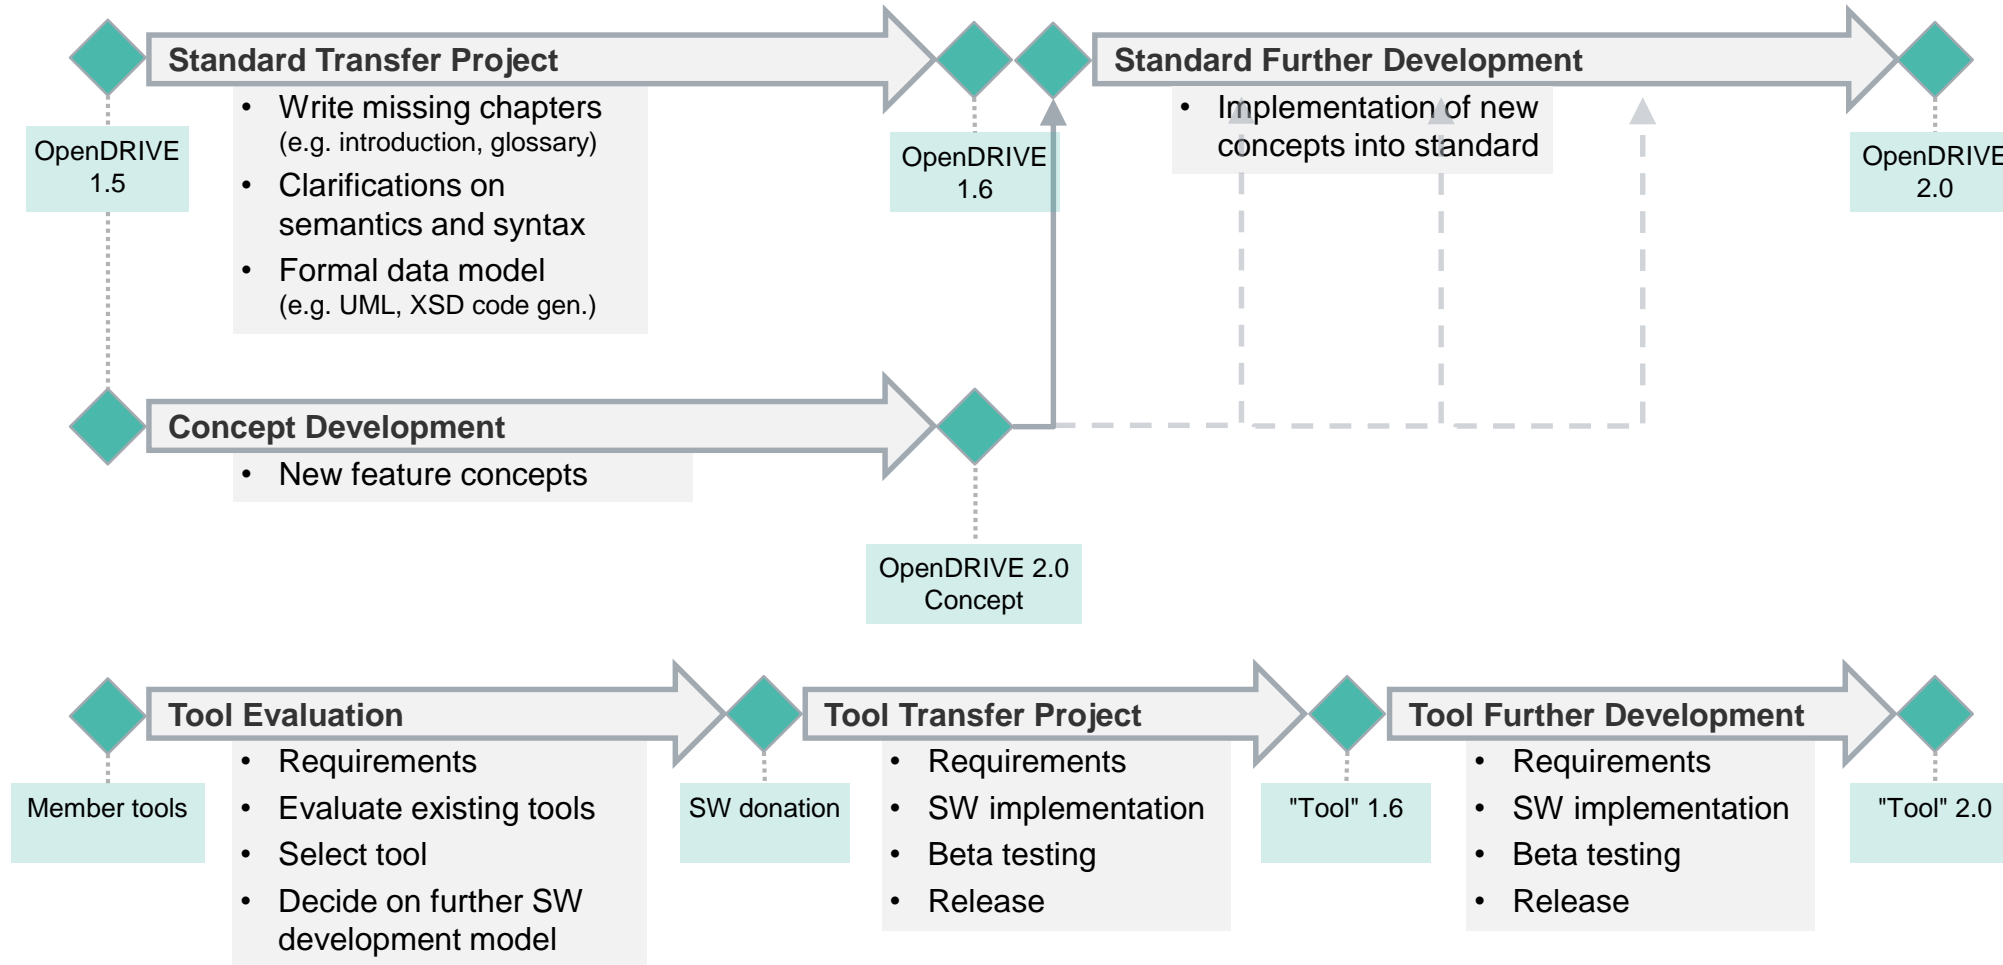 Standard Transfer Project
• Write missing chapters
(e.g. introduction, glossary)
• Clarifications on
semantics and syntax
• Formal data model
(e.g. UML, XSD code gen.)
OpenDRIVE
1.5
OpenDRIVE
1.6
Standard Further Development
• Implementation of new
concepts into standard
OpenDRIVE
2.0
Concept Development
• New feature concepts
OpenDRIVE 2.0
Concept
Tool Evaluation
• Requirements
• Evaluate existing tools
• Select tool
• Decide on further SW
development model
Member tools
SW donation
Tool Transfer Project
• Requirements
• SW implementation
• Beta testing
• Release
"Tool" 1.6
Tool Further Development
• Requirements
• SW implementation
• Beta testing
• Release
"Tool" 2.0